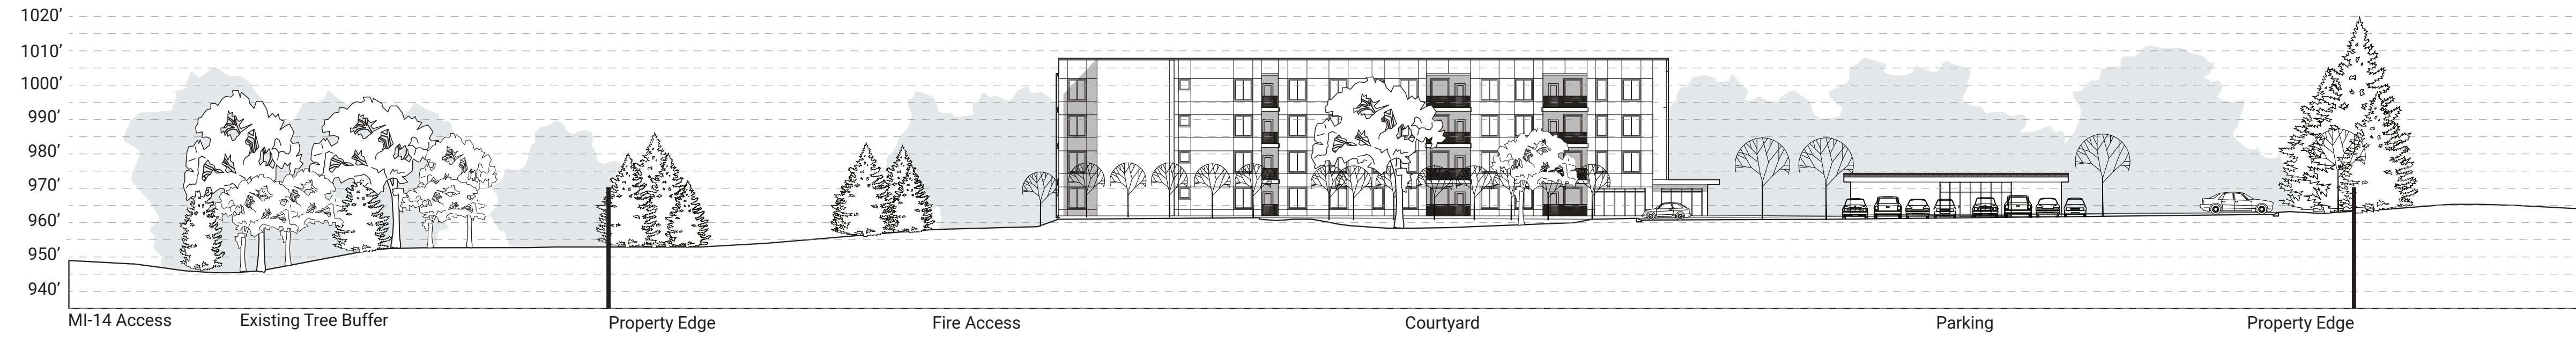 1020’
1010’
1000’
990’
980’
970’
960’
950’
940’
MI-14 Access
Existing Tree Buffer
Property Edge
Fire Access
Courtyard
Parking
Property Edge